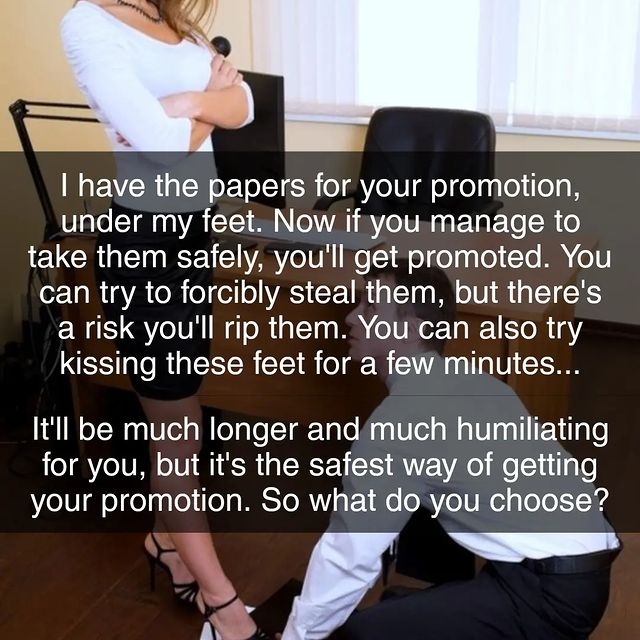 I have the papers for your promotion,
under my feet. Now if you manage to
take them safely, you'll get promoted. You
can try to forcibly steal them, but there's
a risk you'll rip them. You can also try
kissing these feet for a few minutes...
It'll be much longer and much humiliating
for you, but it's the safest way of getting
your promotion. So what do you choose?